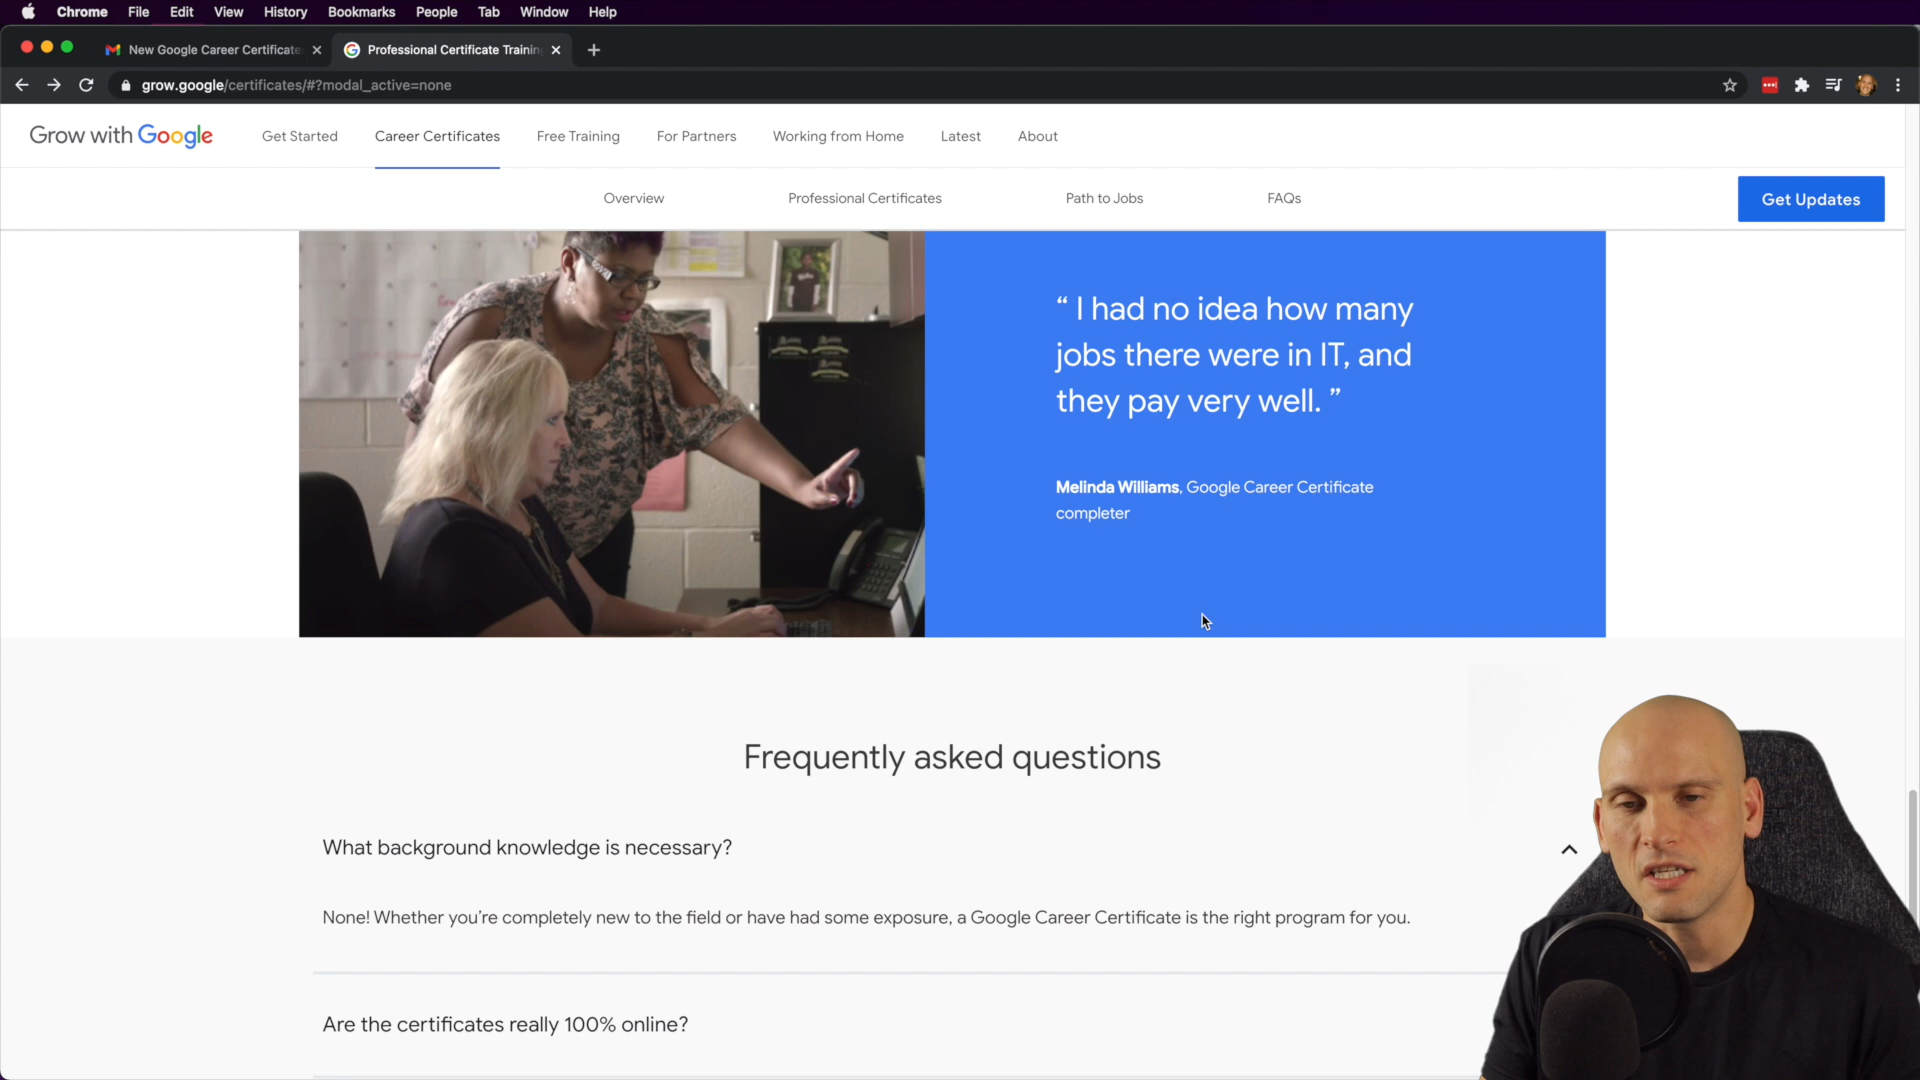 Chrome File Edit View History Bookmarks People Tab Window Help
New Google Career Certificate
Professional Certificate Trainin
grow.google/certificates/#?modal_active=none
Grow with Google
Get Started
Career Certificates
Free Training
For Partners
Working from Home
Latest
About
Overview
Professional Certificates
Path to Jobs
FAQs
Get Updates
“ I had no idea how many
jobs there were in IT, and
they pay very well. ”
Melinda Williams, Google Career Certificate
completer
Frequently asked questions
What background knowledge is necessary?
None! Whether you’re completely new to the field or have had some exposure, a Google Career Certificate is the right program for you.
Are the certificates really 100% online?